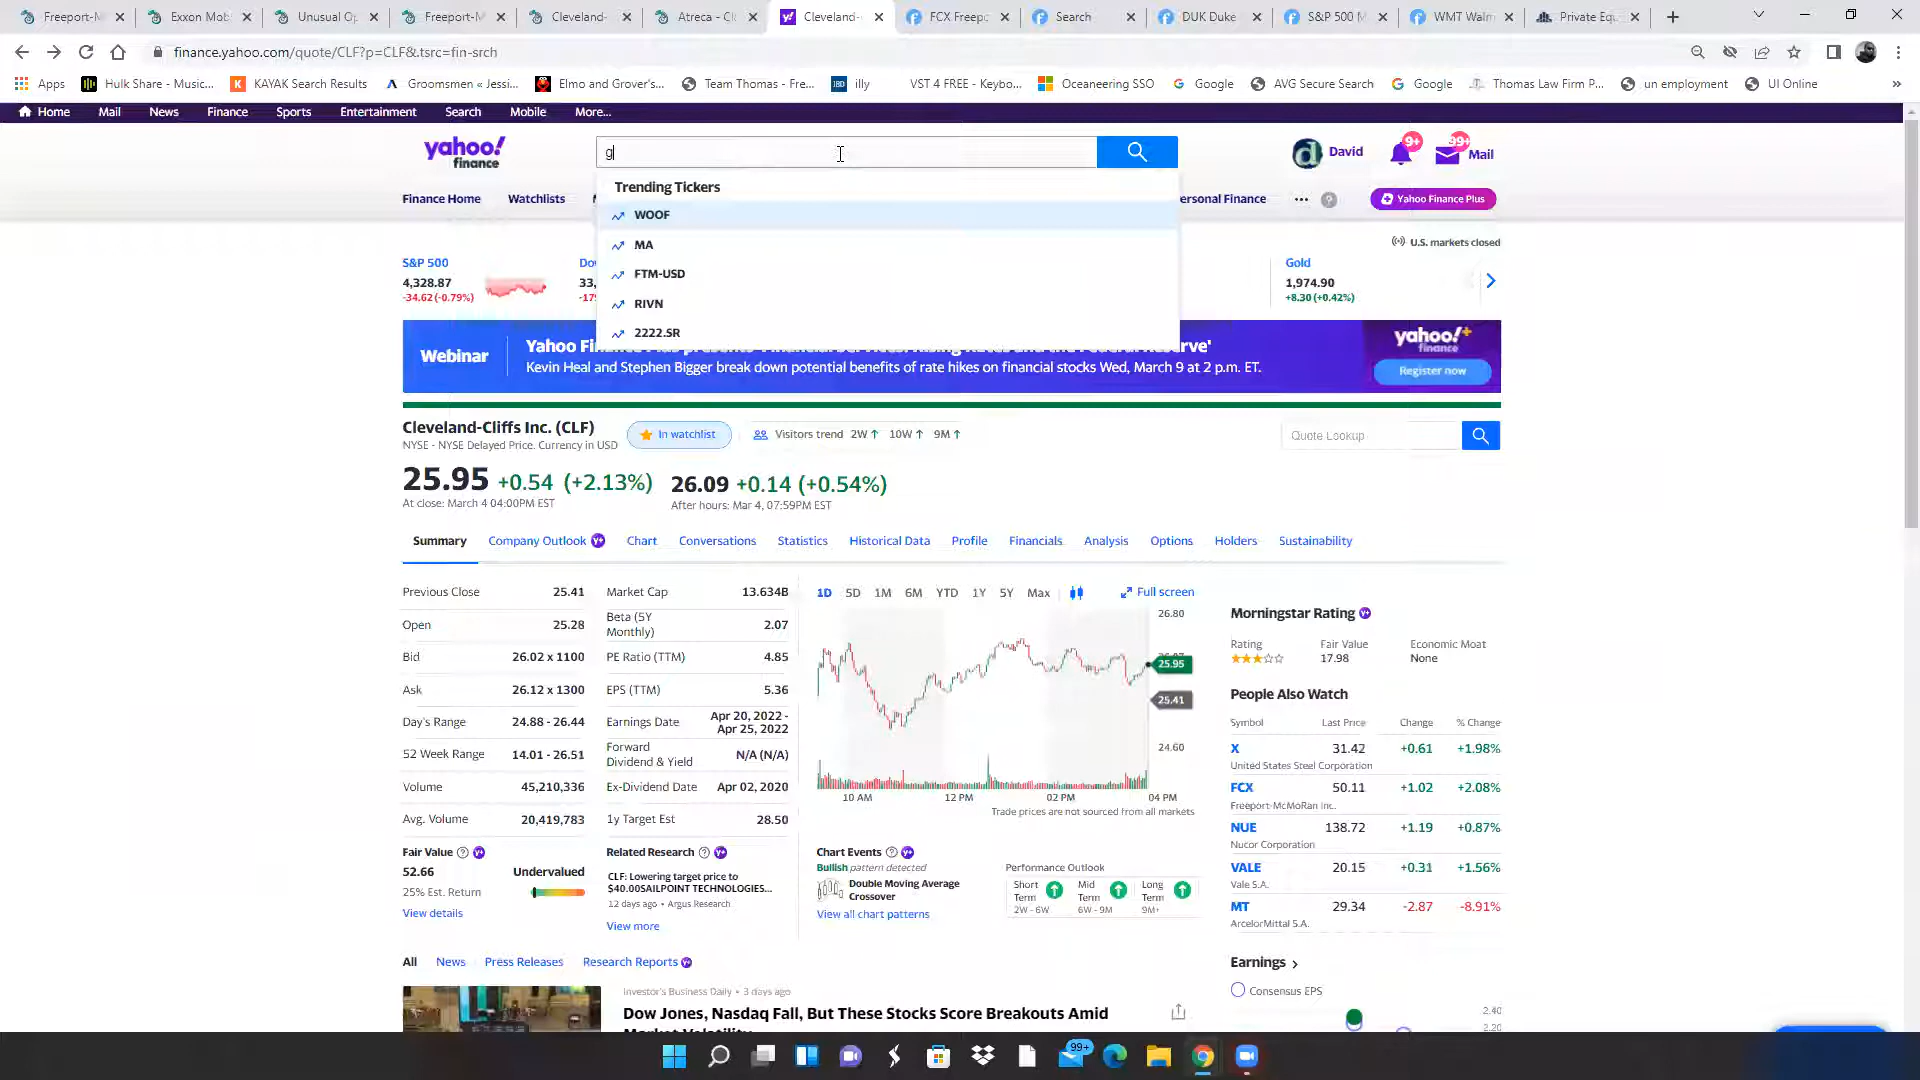 Freeport-M
Exxon Mob
Unusual Op
Freeport-M
Cleveland-
Atreca - Cl
Cleveland-
FCX Freepo
Search
DUK Duke
S&P 500 M
WMT Walm
Private Equ
finance.yahoo.com/quote/CLF?p=CLF&.tsrc=fin-srch
Apps
Hulk Share - Music...
KAYAK Search Results
Groomsmen « Jessi...
Elmo and Grover's...
Team Thomas - Fre...
illy
VST 4 FREE - Keybo...
Oceaneering SSO
Google
AVG Secure Search
Google
Thomas Law Firm P...
un employment
UI Online
Home
Mail
News
Finance
Sports
Entertainment
Search
Mobile
More...
yahoo!
finance
g
David
9+
99+
Mail
Finance Home
Watchlists
ersonal Finance
Yahoo Finance Plus
Trending Tickers
WOOF
MA
FTM-USD
RIVN
2222.SR
U.S. markets closed
S&P 500
4,328.87
-34.62 (-0.79%)
Gold
1,974.90
+8.30 (+0.42%)
Webinar
Kevin Heal and Stephen Bigger break down potential benefits of rate hikes on financial stocks Wed, March 9 at 2 p.m. ET.
yahoo!+
finance
Register now
Cleveland-Cliffs Inc. (CLF)
NYSE - NYSE Delayed Price. Currency in USD
In watchlist
Visitors trend 2W↑ 10W↑ 9M↑
Quote Lookup
25.95 +0.54 (+2.13%)
At close: March 4 04:00PM EST
26.09 +0.14 (+0.54%)
After hours: Mar 4, 07:59PM EST
Summary
Company Outlook
Chart
Conversations
Statistics
Historical Data
Profile
Financials
Analysis
Options
Holders
Sustainability
Previous Close 25.41
Open 25.28
Bid 26.02 x 1100
Ask 26.12 x 1300
Day's Range 24.88 - 26.44
52 Week Range 14.01 - 26.51
Volume 45,210,336
Avg. Volume 20,419,783
Market Cap 13.634B
Beta (5Y
Monthly) 2.07
PE Ratio (TTM) 4.85
EPS (TTM) 5.36
Earnings Date Apr 20, 2022 -
Apr 25, 2022
Forward
Dividend & Yield N/A (N/A)
Ex-Dividend Date Apr 02, 2020
1y Target Est 28.50
1D 5D 1M 6M YTD 1Y 5Y Max
Full screen
26.80
25.95
25.41
24.60
10 AM 12 PM 02 PM 04 PM
Trade prices are not sourced from all markets
Fair Value
52.66 Undervalued
25% Est. Return
View details
Related Research
CLF: Lowering target price to
$40.00SAILPOINT TECHNOLOGIES...
12 days ago • Argus Research
View more
Chart Events
Bullish pattern detected
Double Moving Average
Crossover
View all chart patterns
Performance Outlook
Short
Term
2W - 6W
Mid
Term
6W - 9M
Long
Term
9M+
Morningstar Rating
Rating Fair Value Economic Moat
17.98 None
People Also Watch
Symbol Last Price Change % Change
X 31.42 +0.61 +1.98%
United States Steel Corporation
FCX 50.11 +1.02 +2.08%
Freeport-McMoRan Inc.
NUE 138.72 +1.19 +0.87%
Nucor Corporation
VALE 20.15 +0.31 +1.56%
Vale S.A.
MT 29.34 -2.87 -8.91%
ArcelorMittal S.A.
Earnings
Consensus EPS
2.40
2.20
All
News
Press Releases
Research Reports
Investor's Business Daily • 3 days ago
Dow Jones, Nasdaq Fall, But These Stocks Score Breakouts Amid
99+